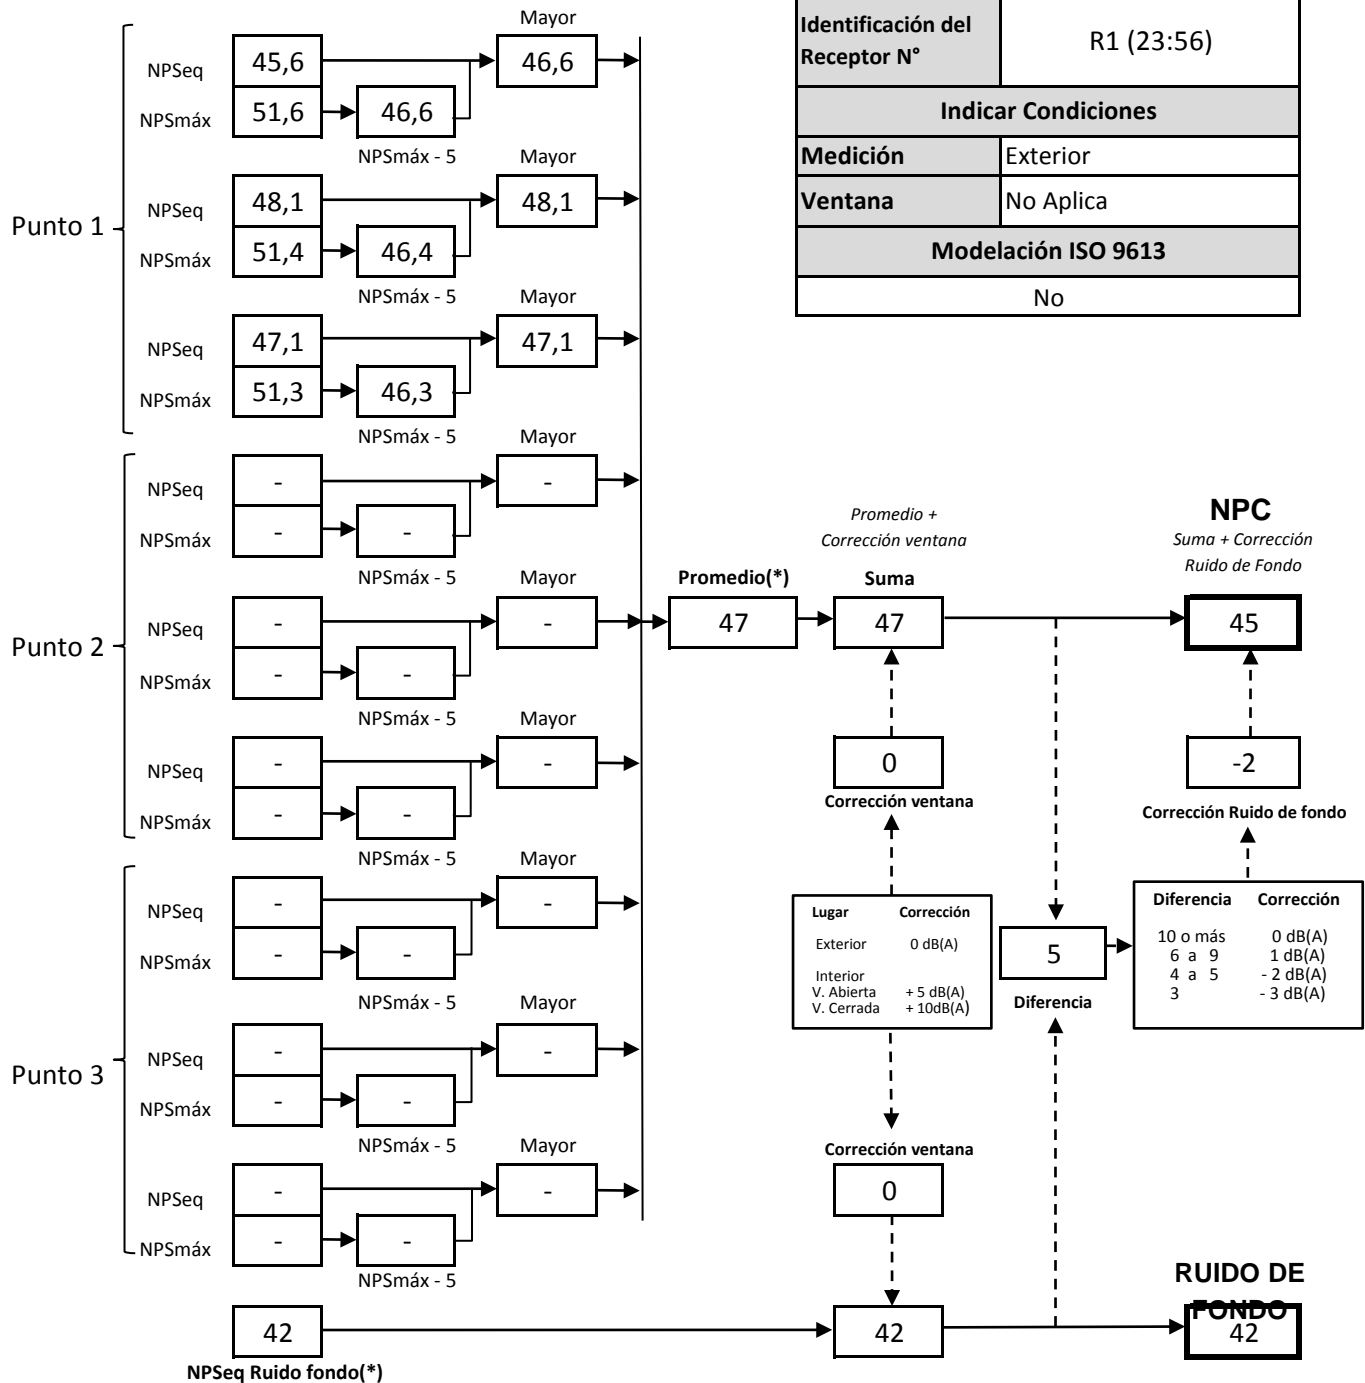 Identificación del
Receptor N°
R1 (23:56)
Indicar Condiciones
Medición
Exterior
Ventana
No Aplica
Modelación ISO 9613
No
Punto 1
Mayor
NPSeq
45,6
46,6
NPSmáx
51,6
46,6
NPSmáx - 5
Mayor
NPSeq
48,1
48,1
NPSmáx
51,4
46,4
NPSmáx - 5
Mayor
NPSeq
47,1
47,1
NPSmáx
51,3
46,3
NPSmáx - 5
Punto 2
Mayor
NPSeq
-
-
NPSmáx
-
-
NPSmáx - 5
Mayor
NPSeq
-
-
NPSmáx
-
-
NPSmáx - 5
Mayor
NPSeq
-
-
NPSmáx
-
-
NPSmáx - 5
Punto 3
Mayor
NPSeq
-
-
NPSmáx
-
-
NPSmáx - 5
Mayor
NPSeq
-
-
NPSmáx
-
-
NPSmáx - 5
Mayor
NPSeq
-
-
NPSmáx
-
-
NPSmáx - 5
Promedio(*)
47
Promedio +
Corrección ventana
Suma
47
NPC
Suma + Corrección
Ruido de Fondo
45
0
Corrección ventana
-2
Corrección Ruido de fondo
Lugar Corrección
Exterior 0 dB(A)
Interior
V. Abierta + 5 dB(A)
V. Cerrada + 10dB(A)
5
Diferencia
Diferencia Corrección
10 o más 0 dB(A)
6 a 9 1 dB(A)
4 a 5 - 2 dB(A)
3 - 3 dB(A)
Corrección ventana
0
42
NPSeq Ruido fondo(*)
42
RUIDO DE
FONDO
42